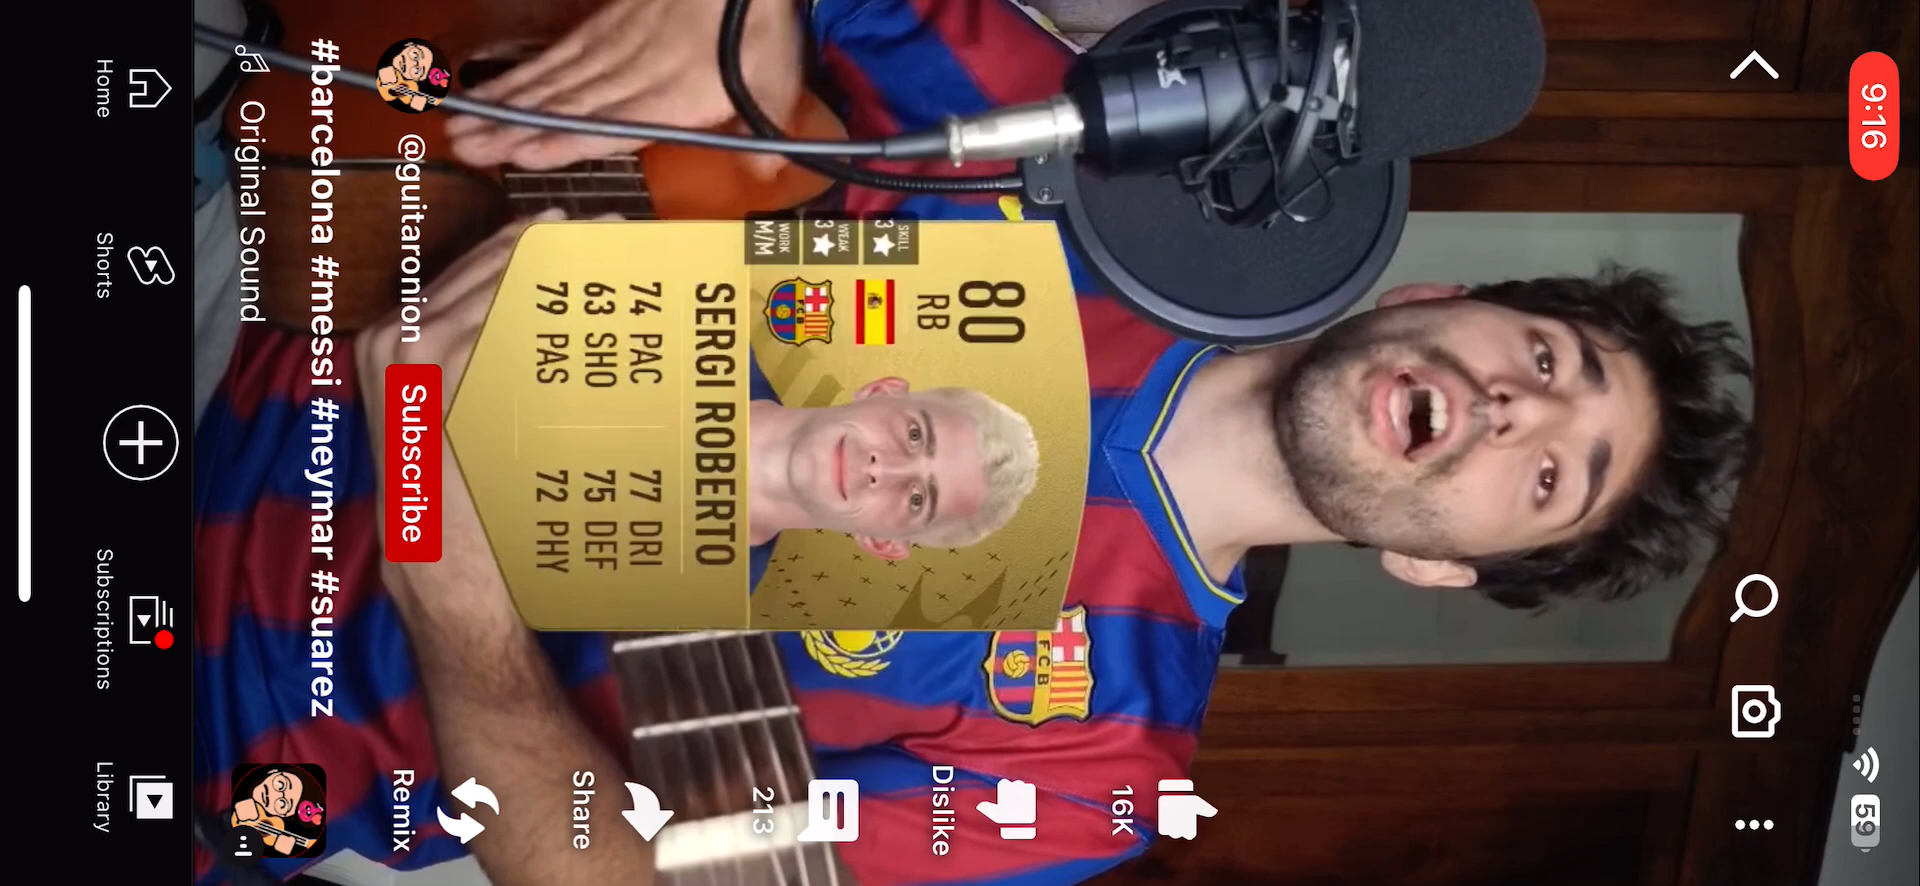 9:16
59
80
RB
SKILL
3★
WEAK
3★
WORK
M/M
FCB
SERGI ROBERTO
74 PAC
77 DRI
63 SHO
75 DEF
79 PAS
72 PHY
FCB
16K
Dislike
213
Share
Remix
@guitaronion
Subscribe
#barcelona #messi #neymar #suarez
Original Sound
Home
Shorts
Subscriptions
Library